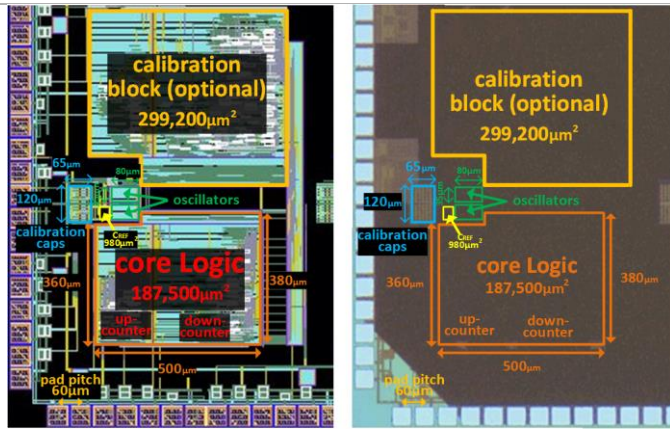 calibration
block (optional)
299,200μm²
65μm
80μm
120μm
oscillators
CREF
980μm²
calibration
caps
core Logic
187,500μm²
360μm
380μm
up-
counter
down-
counter
500μm
pad pitch
60μm
calibration
block (optional)
299,200μm²
65μm
80μm
120μm
oscillators
CREF
980μm²
calibration
caps
core Logic
187,500μm²
360μm
380μm
up-
counter
down-
counter
500μm
pad pitch
60μm